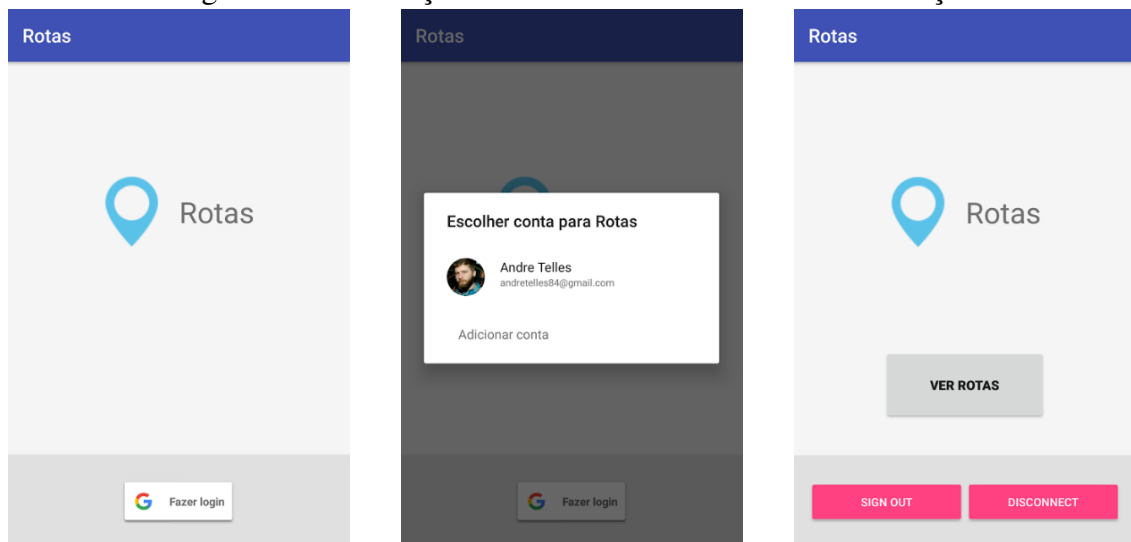 Rotas
Rotas
Fazer login
Rotas
Escolher conta para Rotas
Andre Telles
andretelles84@gmail.com
Adicionar conta
Fazer login
Rotas
Rotas
VER ROTAS
SIGN OUT
DISCONNECT